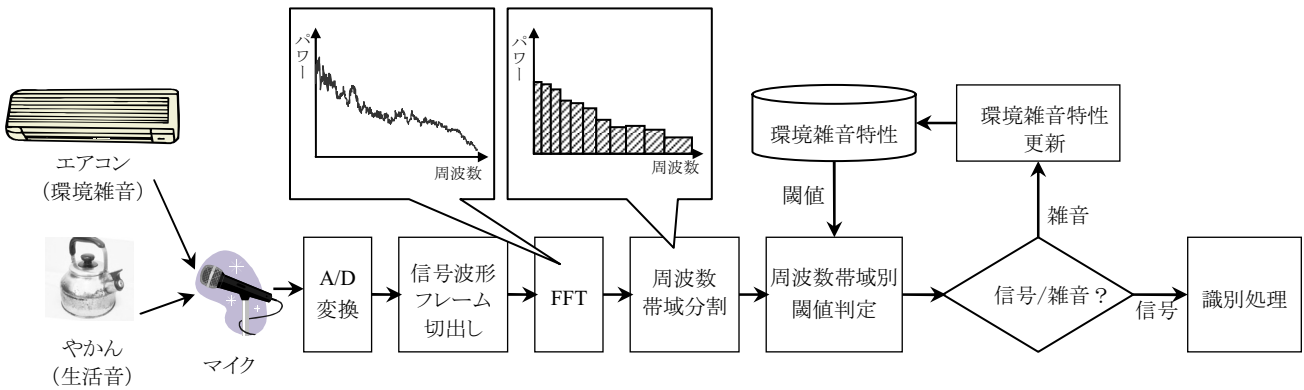 パワー
周波数
パワー
周波数
エアコン
（環境雑音）
やかん
（生活音）
マイク
A/D
変換
信号波形
フレーム
切出し
FFT
周波数
帯域分割
環境雑音特性
閾値
周波数帯域別
閾値判定
環境雑音特性
更新
雑音
信号/雑音？
信号
識別処理